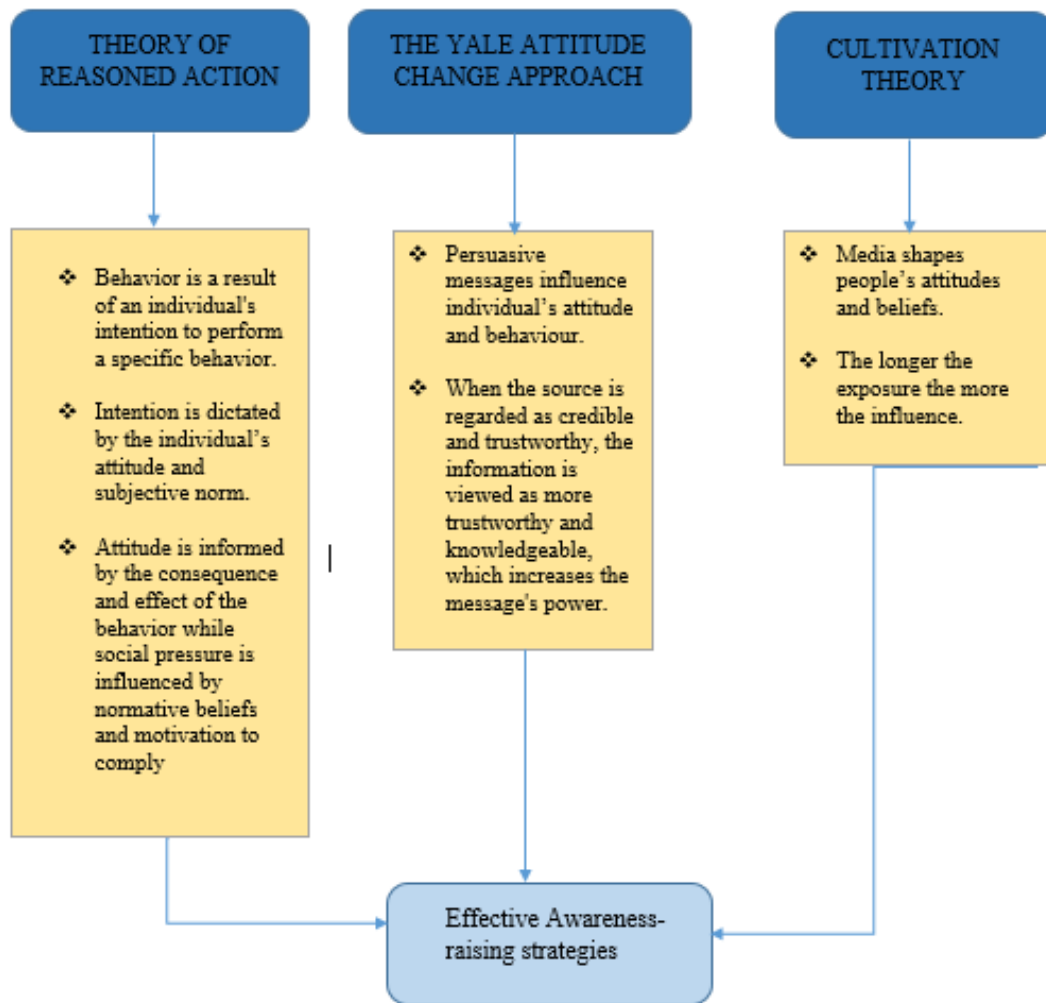 THEORY OF
REASONED ACTION
THE YALE ATTITUDE
CHANGE APPROACH
CULTIVATION
THEORY
❖ Behavior is a result
of an individual's
intention to perform
a specific behavior.
❖ Intention is dictated
by the individual’s
attitude and
subjective norm.
❖ Attitude is informed
by the consequence
and effect of the
behavior while
social pressure is
influenced by
normative beliefs
and motivation to
comply
❖ Persuasive
messages influence
individual’s attitude
and behaviour.
❖ When the source is
regarded as credible
and trustworthy, the
information is
viewed as more
trustworthy and
knowledgeable,
which increases the
message's power.
❖ Media shapes
people’s attitudes
and beliefs.
❖ The longer the
exposure the more
the influence.
Effective Awareness-
raising strategies